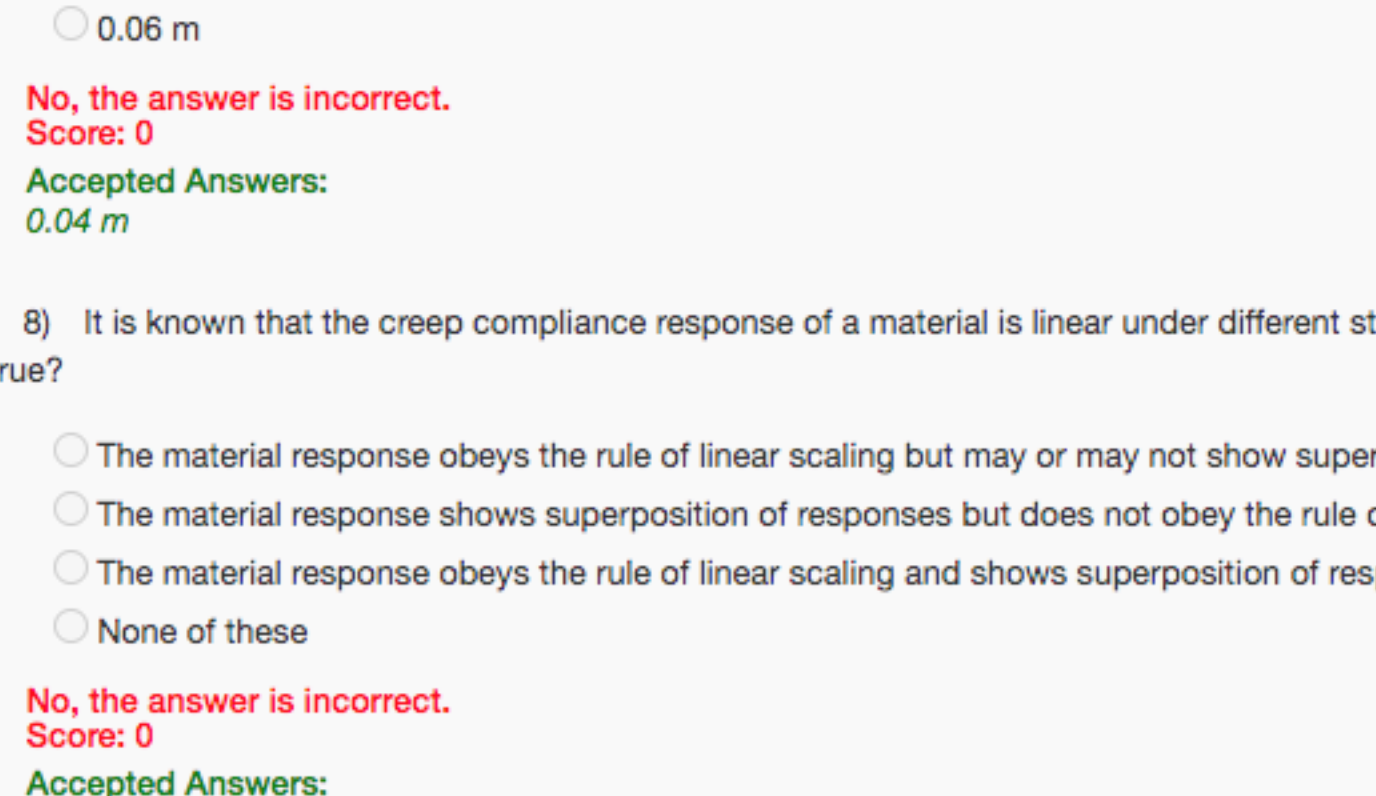 0.06 m
No, the answer is incorrect.
Score: 0
Accepted Answers:
0.04 m
8) It is known that the creep compliance response of a material is linear under different st
rue?
The material response obeys the rule of linear scaling but may or may not show super
The material response shows superposition of responses but does not obey the rule o
The material response obeys the rule of linear scaling and shows superposition of res
None of these
No, the answer is incorrect.
Score: 0
Accepted Answers: